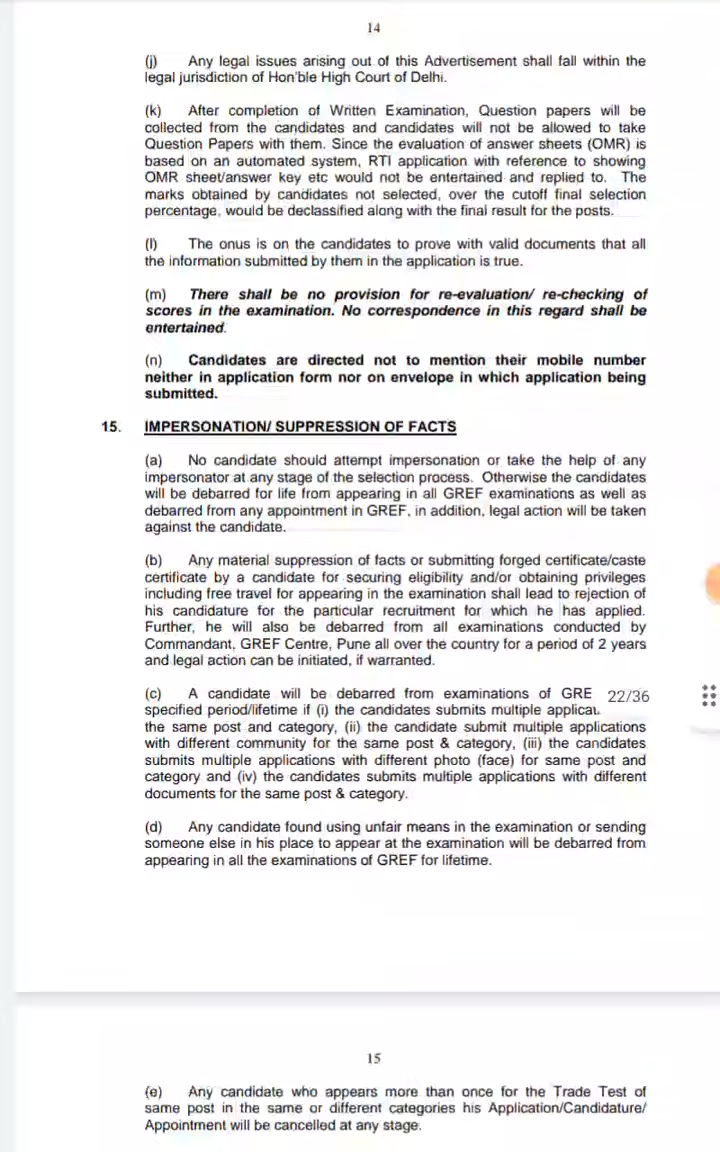 14
(j) Any legal issues arising out of this Advertisement shall fall within the
legal jurisdiction of Hon'ble High Court of Delhi.
(k) After completion of Written Examination, Question papers will be
collected from the candidates and candidates will not be allowed to take
Question Papers with them. Since the evaluation of answer sheets (OMR) is
based on an automated system, RTI application with reference to showing
OMR sheet/answer key etc would not be entertained and replied to. The
marks obtained by candidates not selected, over the cutoff final selection
percentage, would be declassified along with the final result for the posts.
(l) The onus is on the candidates to prove with valid documents that all
the information submitted by them in the application is true.
(m) There shall be no provision for re-evaluation/ re-checking of
scores in the examination. No correspondence in this regard shall be
entertained.
(n) Candidates are directed not to mention their mobile number
neither in application form nor on envelope in which application being
submitted.
15. IMPERSONATION/ SUPPRESSION OF FACTS
(a) No candidate should attempt impersonation or take the help of any
impersonator at any stage of the selection process. Otherwise the candidates
will be debarred for life from appearing in all GREF examinations as well as
debarred from any appointment in GREF, in addition, legal action will be taken
against the candidate.
(b) Any material suppression of facts or submitting forged certificate/caste
certificate by a candidate for securing eligibility and/or obtaining privileges
including free travel for appearing in the examination shall lead to rejection of
his candidature for the particular recruitment for which he has applied.
Further, he will also be debarred from all examinations conducted by
Commandant, GREF Centre, Pune all over the country for a period of 2 years
and legal action can be initiated, if warranted.
(c) A candidate will be debarred from examinations of GRE 22/36
specified period/lifetime if (i) the candidates submits multiple applicat
the same post and category, (ii) the candidate submit multiple applications
with different community for the same post & category, (iii) the candidates
submits multiple applications with different photo (face) for same post and
category and (iv) the candidates submits multiple applications with different
documents for the same post & category.
(d) Any candidate found using unfair means in the examination or sending
someone else in his place to appear at the examination will be debarred from
appearing in all the examinations of GREF for lifetime.
15
(e) Any candidate who appears more than once for the Trade Test of
same post in the same or different categories his Application/Candidature/
Appointment will be cancelled at any stage.